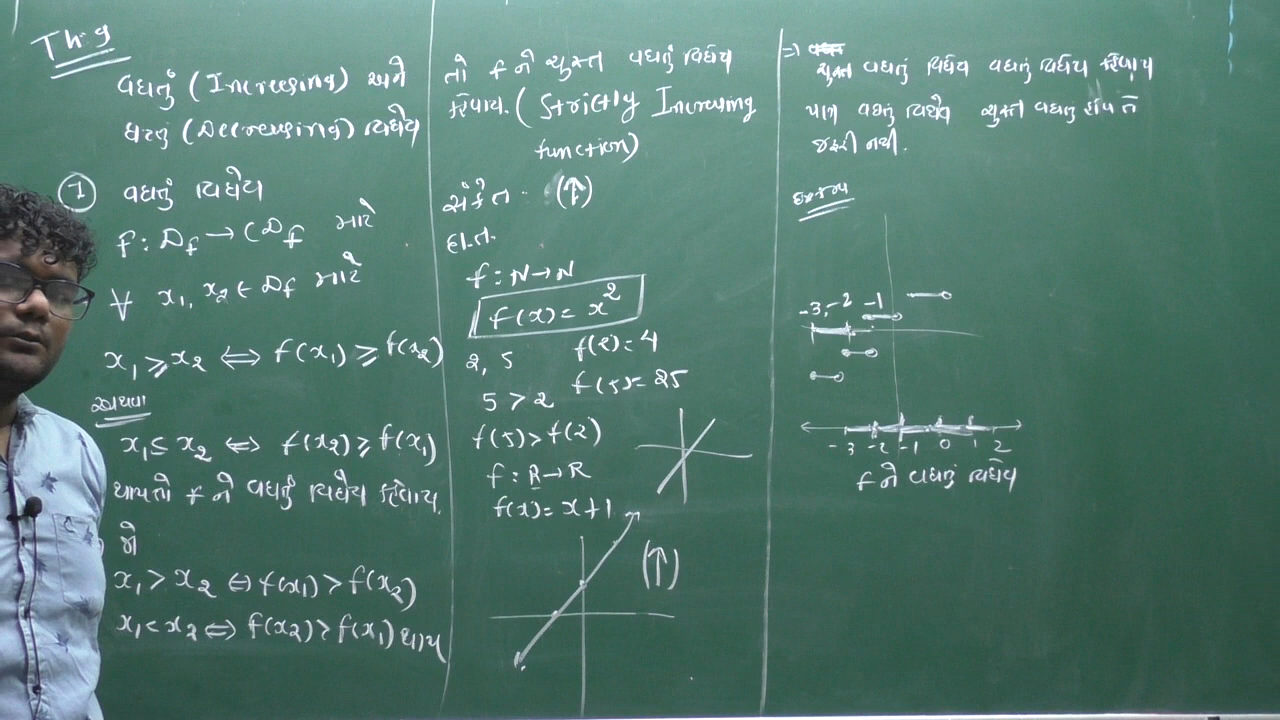 Th. 9
વધતું (Increasing) અને
ઘટતું (Decreasing) વિધેય
① વધતું વિધેય
f : Df → CDf માટે
∀ x₁, x₂ ∈ Df માટે
x₁ ≥ x₂ ⇔ f(x₁) ≥ f(x₂)
અથવા
x₁ ≤ x₂ ⇔ f(x₂) ≥ f(x₁)
થાય તો f ને વધતું વિધેય કહેવાય.
જો
x₁ > x₂ ⇔ f(x₁) > f(x₂)
x₁ < x₂ ⇔ f(x₂) > f(x₁) થાય
તો f ને ચુસ્ત વધતું વિધેય
કહેવાય. (Strictly Increasing
function)
સંકેત : (↑)
દા.ત.
f : N → N
f(x) = x²
2, 5
f(2) = 4
5 > 2
f(5) = 25
f(5) > f(2)
f : R → R
f(x) = x + 1
(↑)
⇒
ચુસ્ત વધતું વિધેય વધતું વિધેય કહેવાય
પણ વધતું વિધેય ચુસ્ત વધતું હોય તે
જરૂરી નથી.
-3, -2 -1
-3 -2 -1 0 1 2
f ને વધતું વિધેય